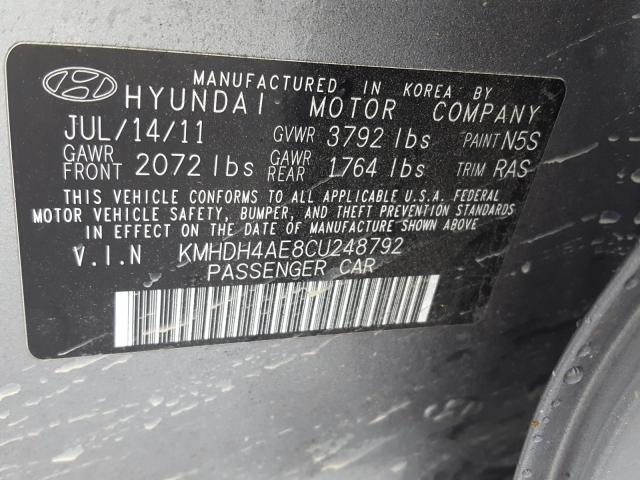 MANUFACTURED IN KOREA BY
HYUNDAI MOTOR COMPANY
JUL/14/11 GVWR 3792 lbs PAINT N5S
GAWR FRONT 2072 lbs GAWR REAR 1764 lbs TRIM RAS
THIS VEHICLE CONFORMS TO ALL APPLICABLE U.S.A. FEDERAL
MOTOR VEHICLE SAFETY, BUMPER, AND THEFT PREVENTION STANDARDS
IN EFFECT ON THE DATE OF MANUFACTURE SHOWN ABOVE.
V.I.N KMHDH4AE8CU248792
PASSENGER CAR